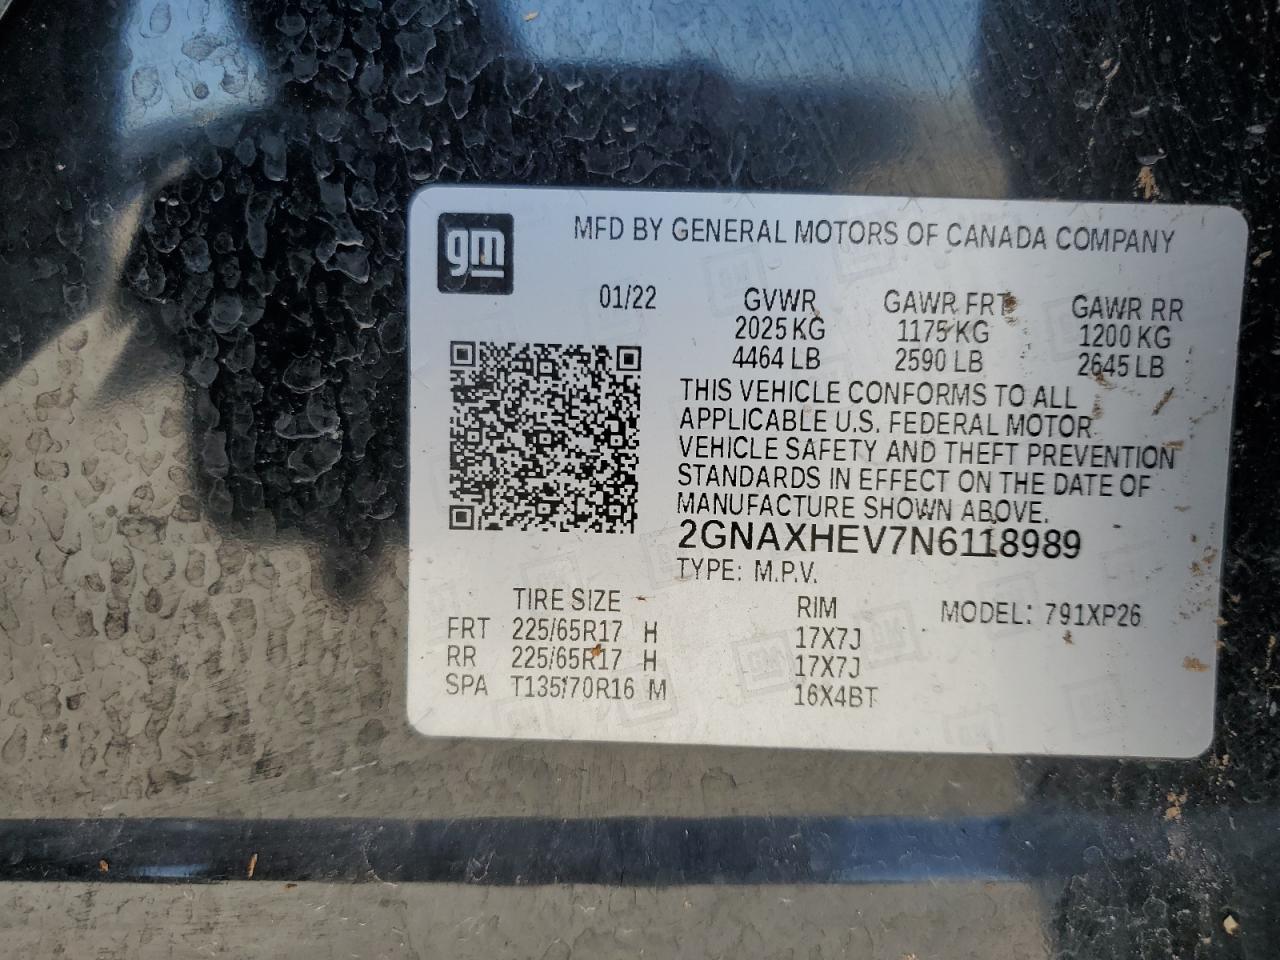 gm
MFD BY GENERAL MOTORS OF CANADA COMPANY
01/22 GVWR GAWR FRT GAWR RR
2025 KG 1175 KG 1200 KG
4464 LB 2590 LB 2645 LB
THIS VEHICLE CONFORMS TO ALL
APPLICABLE U.S. FEDERAL MOTOR
VEHICLE SAFETY AND THEFT PREVENTION
STANDARDS IN EFFECT ON THE DATE OF
MANUFACTURE SHOWN ABOVE.
2GNAXHEV7N6118989
TYPE: M.P.V.
TIRE SIZE RIM MODEL: 791XP26
FRT 225/65R17 H 17X7J
RR 225/65R17 H 17X7J
SPA T135/70R16 M 16X4BT